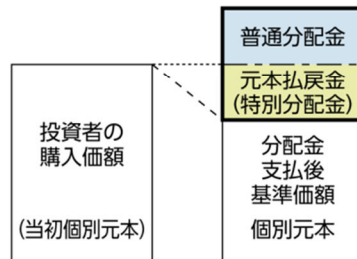 普通分配金
元本払戻金
(特別分配金)
投資者の
購入価額
(当初個別元本)
分配金
支払後
基準価額
個別元本